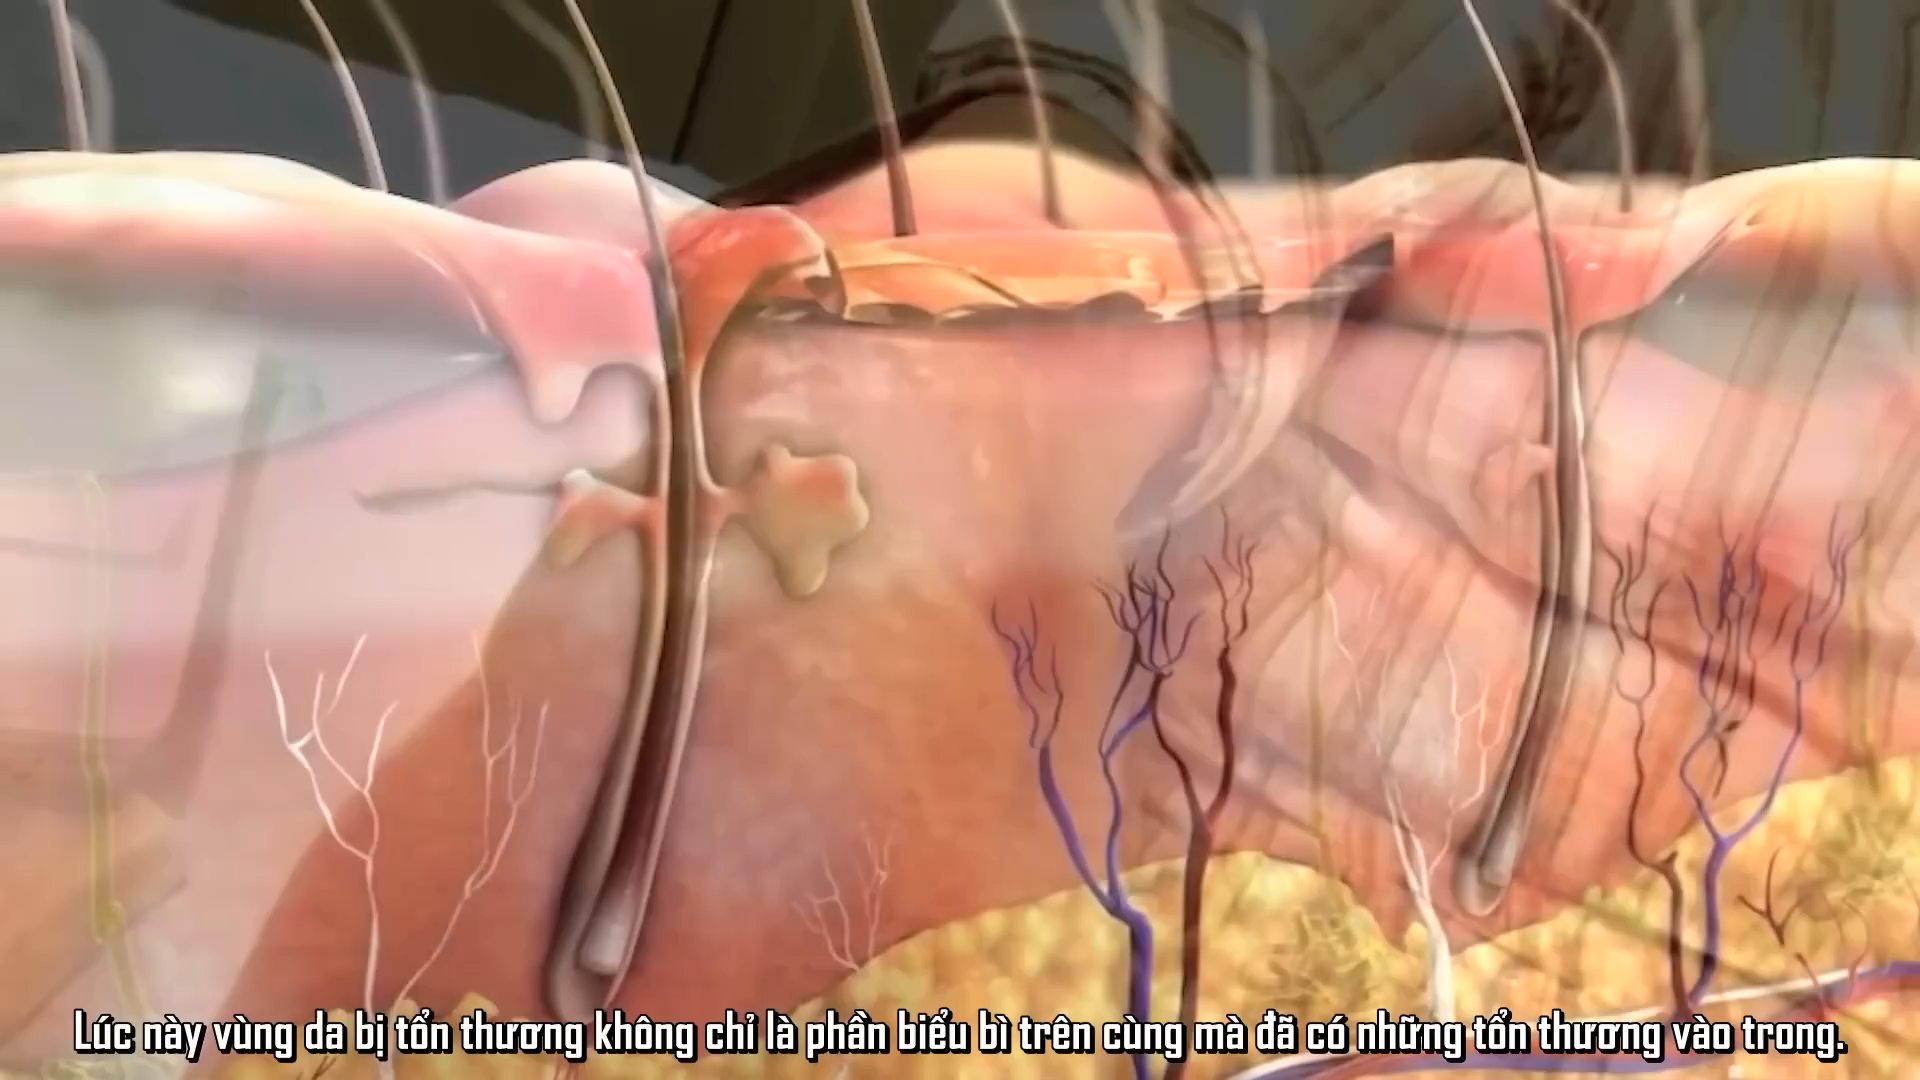 Lúc này vùng da bị tổn thương không chỉ là phần biểu bì trên cùng mà đã có những tổn thương vào trong.